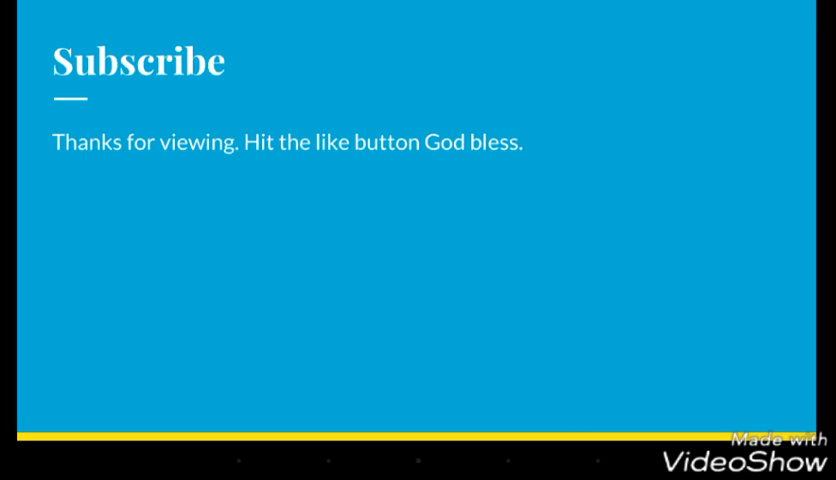 Subscribe
Thanks for viewing. Hit the like button God bless.
Made with
VideoShow